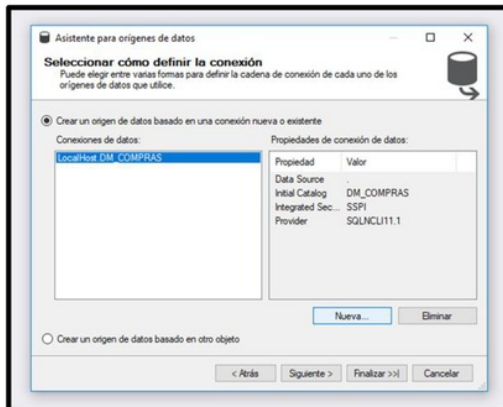 Asistente para orígenes de datos
Seleccionar cómo definir la conexión
Puede elegir entre varias formas para definir la cadena de conexión de cada uno de los
orígenes de datos que utilice.
Crear un origen de datos basado en una conexión nueva o existente
Conexiones de datos:
LocalHost DM_COMPRAS
Propiedades de conexión de datos:
Propiedad Valor
Data Source .
Initial Catalog DM_COMPRAS
Integrated Sec... SSPI
Provider SQLNCLI11.1
Nueva... Eliminar
Crear un origen de datos basado en otro objeto
< Atrás Siguiente > Finalizar >>| Cancelar